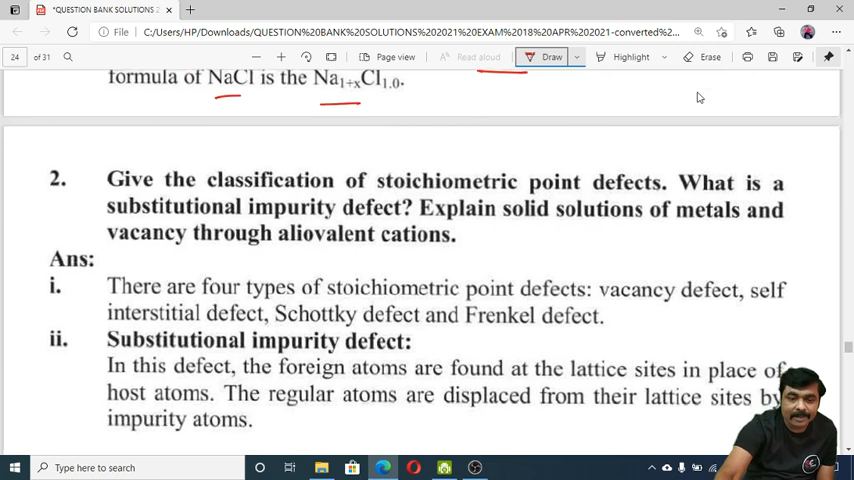 *QUESTION BANK SOLUTIONS 2
C:/Users/HP/Downloads/QUESTION%20BANK%20SOLUTIONS%202021%20EXAM%2018%20APR%202021-converted%2...
24 of 31
Page view
Read aloud
Draw
Highlight
Erase
formula of NaCl is the Na1+xCl1.0.
2. Give the classification of stoichiometric point defects. What is a
substitutional impurity defect? Explain solid solutions of metals and
vacancy through aliovalent cations.
Ans:
i. There are four types of stoichiometric point defects: vacancy defect, self
interstitial defect, Schottky defect and Frenkel defect.
ii. Substitutional impurity defect:
In this defect, the foreign atoms are found at the lattice sites in place of
host atoms. The regular atoms are displaced from their lattice sites by
impurity atoms.
Type here to search